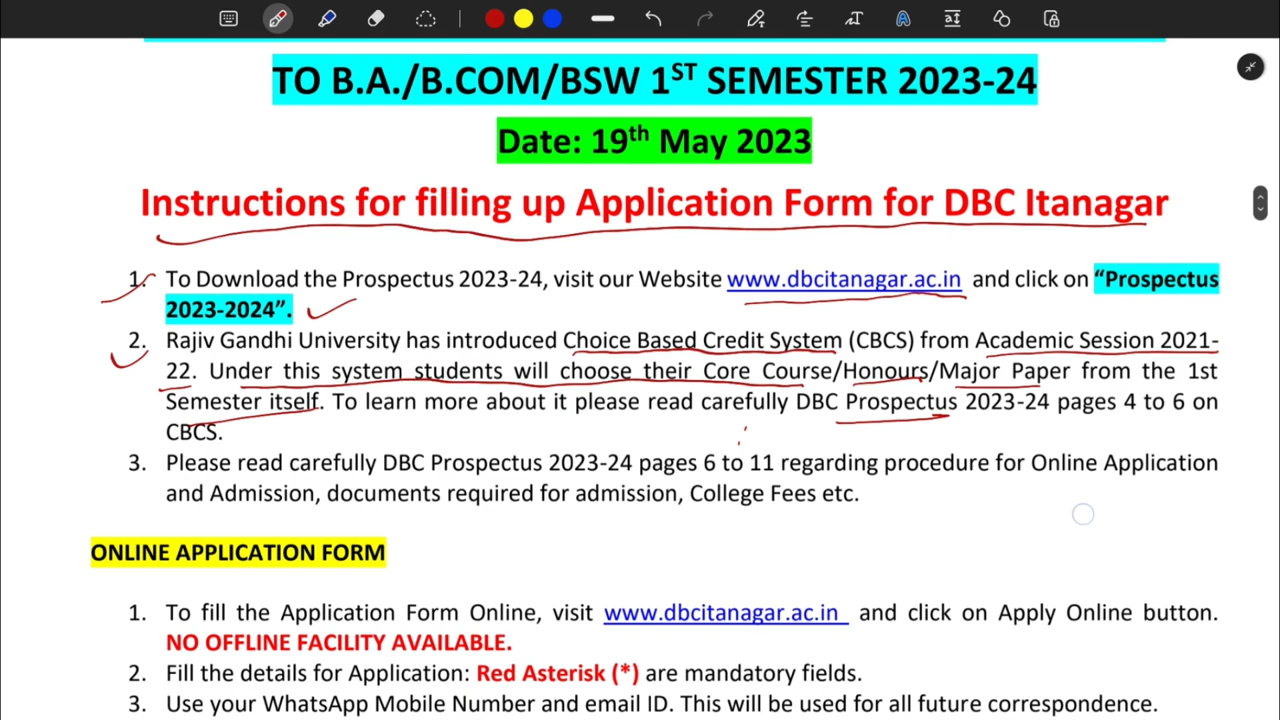 TO B.A./B.COM/BSW 1ST SEMESTER 2023-24
Date: 19th May 2023
Instructions for filling up Application Form for DBC Itanagar
1. To Download the Prospectus 2023-24, visit our Website www.dbcitanagar.ac.in and click on “Prospectus
2023-2024”.
2. Rajiv Gandhi University has introduced Choice Based Credit System (CBCS) from Academic Session 2021-
22. Under this system students will choose their Core Course/Honours/Major Paper from the 1st
Semester itself. To learn more about it please read carefully DBC Prospectus 2023-24 pages 4 to 6 on
CBCS.
3. Please read carefully DBC Prospectus 2023-24 pages 6 to 11 regarding procedure for Online Application
and Admission, documents required for admission, College Fees etc.
ONLINE APPLICATION FORM
1. To fill the Application Form Online, visit www.dbcitanagar.ac.in and click on Apply Online button.
NO OFFLINE FACILITY AVAILABLE.
2. Fill the details for Application: Red Asterisk (*) are mandatory fields.
3. Use your WhatsApp Mobile Number and email ID. This will be used for all future correspondence.